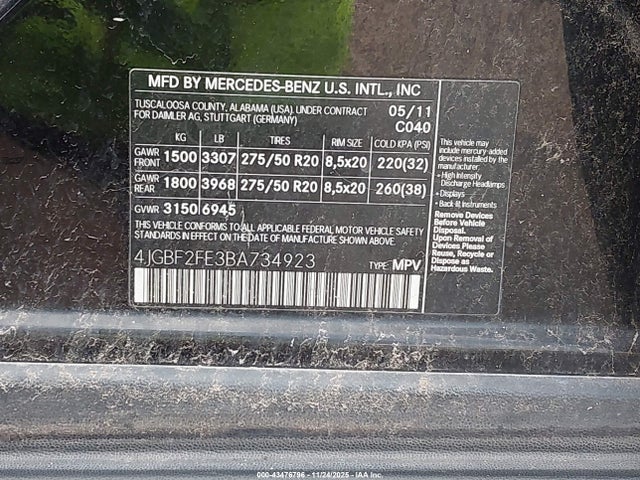 MFD BY MERCEDES-BENZ U.S. INTL., INC
TUSCALOOSA COUNTY, ALABAMA (USA), UNDER CONTRACT
FOR DAIMLER AG, STUTTGART (GERMANY)
05/11
C040
KG LB TIRES RIM SIZE COLD KPA (PSI)
GAWR FRONT 1500 3307 275/50 R20 8,5x20 220(32)
GAWR REAR 1800 3968 275/50 R20 8,5x20 260(38)
GVWR 3150 6945
THIS VEHICLE CONFORMS TO ALL APPLICABLE FEDERAL MOTOR VEHICLE SAFETY
STANDARDS IN EFFECT ON THE DATE OF MANUFACTURE SHOWN ABOVE.
4JGBF2FE3BA734923
TYPE: MPV
This vehicle may
include mercury-added
devices installed by the
manufacturer:
• High Intensity
Discharge Headlamps
• Displays
• Back lit Instruments
Remove Devices
Before Vehicle
Disposal.
Upon Removal of
Devices Please
Reuse, Recycle or
Dispose as
Hazardous Waste.
000-43476796 - 11/24/2025 - IAA Inc.